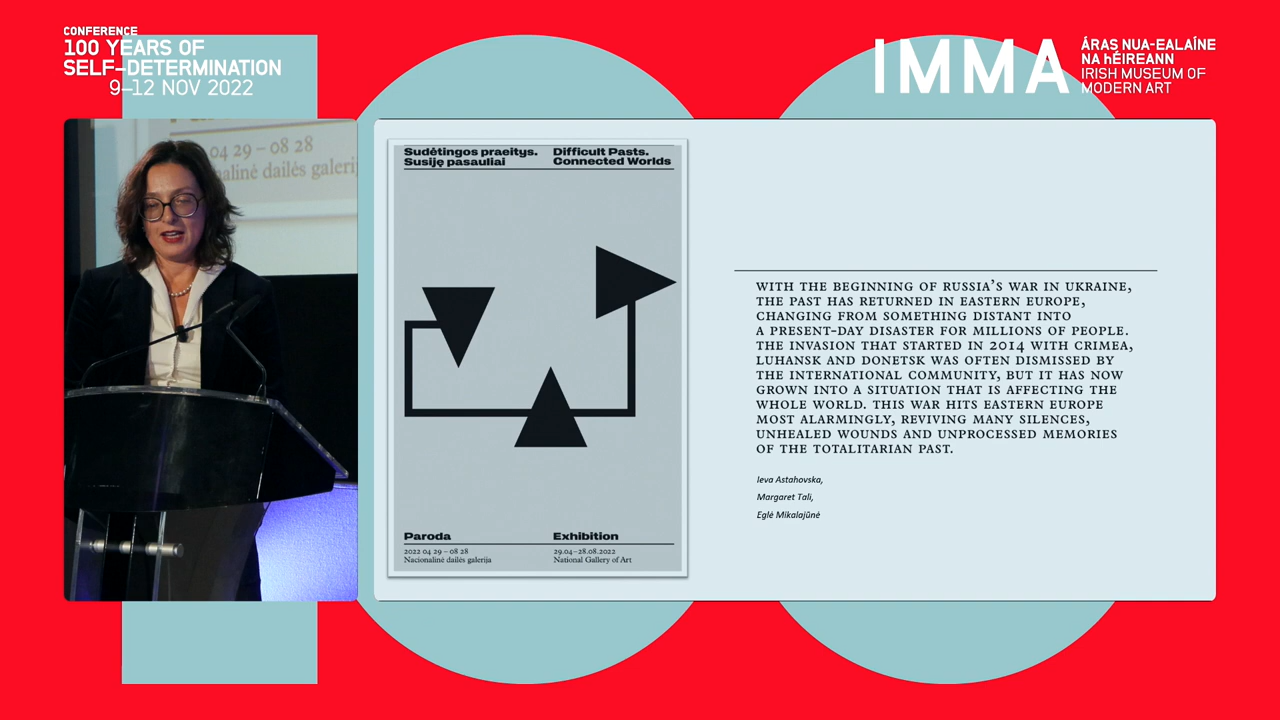 CONFERENCE
100 YEARS OF
SELF–DETERMINATION
9–12 NOV 2022
IMMA
ÁRAS NUA-EALAÍNE
NA hÉIREANN
IRISH MUSEUM OF
MODERN ART
04 29 – 08 28
dailės
Sudėtingos praeitys.
Susiję pasauliai
Difficult Pasts.
Connected Worlds
Paroda
2022 04 29 – 08 28
Nacionalinė dailės galerija
Exhibition
29.04–28.08.2022
National Gallery of Art
WITH THE BEGINNING OF RUSSIA’S WAR IN UKRAINE,
THE PAST HAS RETURNED IN EASTERN EUROPE,
CHANGING FROM SOMETHING DISTANT INTO
A PRESENT-DAY DISASTER FOR MILLIONS OF PEOPLE.
THE INVASION THAT STARTED IN 2014 WITH CRIMEA,
LUHANSK AND DONETSK WAS OFTEN DISMISSED BY
THE INTERNATIONAL COMMUNITY, BUT IT HAS NOW
GROWN INTO A SITUATION THAT IS AFFECTING THE
WHOLE WORLD. THIS WAR HITS EASTERN EUROPE
MOST ALARMINGLY, REVIVING MANY SILENCES,
UNHEALED WOUNDS AND UNPROCESSED MEMORIES
OF THE TOTALITARIAN PAST.
Ieva Astahovska,
Margaret Tali,
Eglė Mikalajūnė